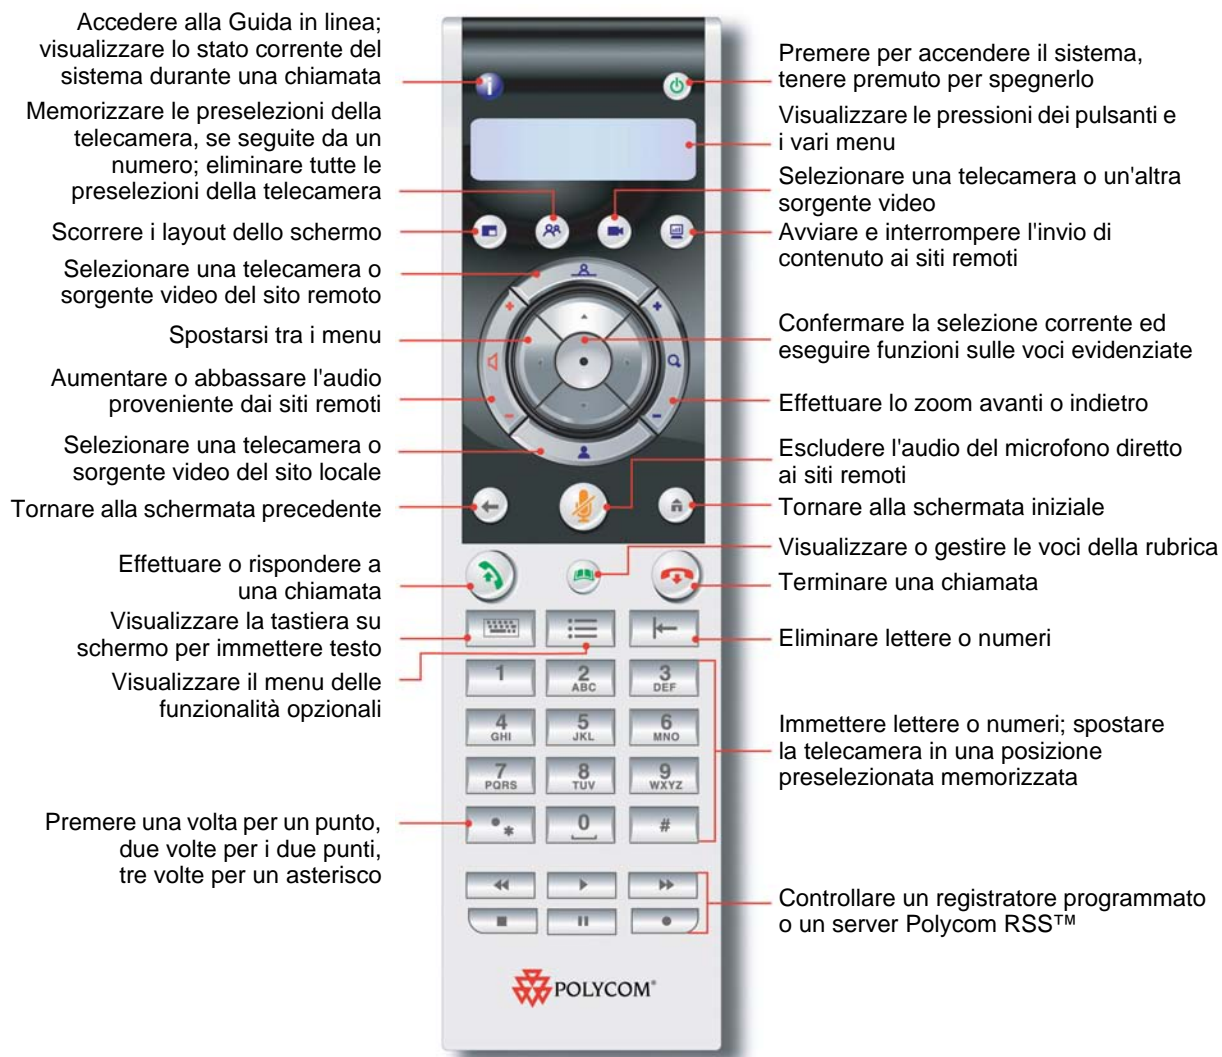 Accedere alla Guida in linea;
visualizzare lo stato corrente del
sistema durante una chiamata
Memorizzare le preselezioni della
telecamera, se seguite da un
numero; eliminare tutte le
preselezioni della telecamera
Scorrere i layout dello schermo
Selezionare una telecamera o
sorgente video del sito remoto
Spostarsi tra i menu
Aumentare o abbassare l'audio
proveniente dai siti remoti
Selezionare una telecamera o
sorgente video del sito locale
Tornare alla schermata precedente
Effettuare o rispondere a
una chiamata
Visualizzare la tastiera su
schermo per immettere testo
Visualizzare il menu delle
funzionalità opzionali
Premere una volta per un punto,
due volte per i due punti,
tre volte per un asterisco
i
1
2
ABC
3
DEF
4
GHI
5
JKL
6
MNO
7
PQRS
8
TUV
9
WXYZ
*
0
#
POLYCOM®
Premere per accendere il sistema,
tenere premuto per spegnerlo
Visualizzare le pressioni dei pulsanti e
i vari menu
Selezionare una telecamera o un'altra
sorgente video
Avviare e interrompere l'invio di
contenuto ai siti remoti
Confermare la selezione corrente ed
eseguire funzioni sulle voci evidenziate
Effettuare lo zoom avanti o indietro
Escludere l'audio del microfono diretto
ai siti remoti
Tornare alla schermata iniziale
Visualizzare o gestire le voci della rubrica
Terminare una chiamata
Eliminare lettere o numeri
Immettere lettere o numeri; spostare
la telecamera in una posizione
preselezionata memorizzata
Controllare un registratore programmato
o un server Polycom RSS™